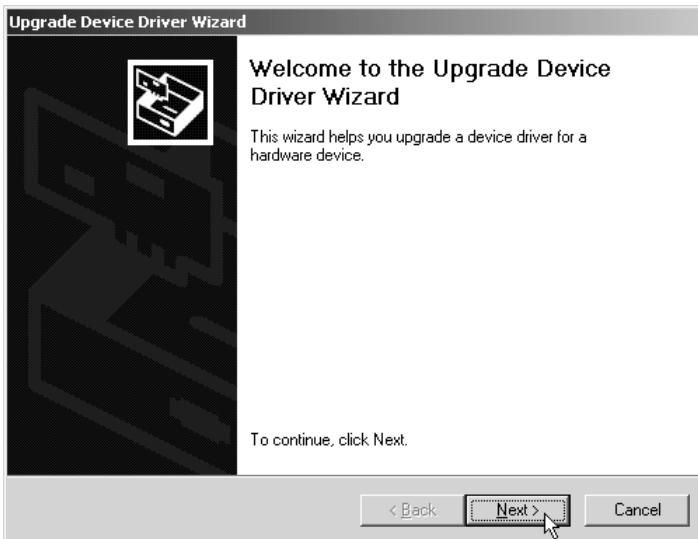 Upgrade Device Driver Wizard
Welcome to the Upgrade Device
Driver Wizard
This wizard helps you upgrade a device driver for a
hardware device.
To continue, click Next.
< Back
Next >
Cancel